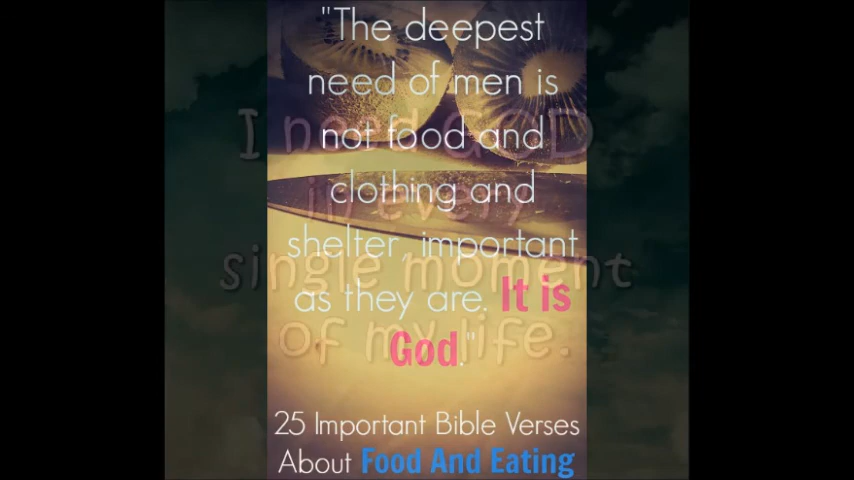 "The deepest
need of men is
not food and
clothing and
shelter, important
as they are. It is
God."
25 Important Bible Verses
About Food And Eating
I need GOD
in every
single moment
of my life.